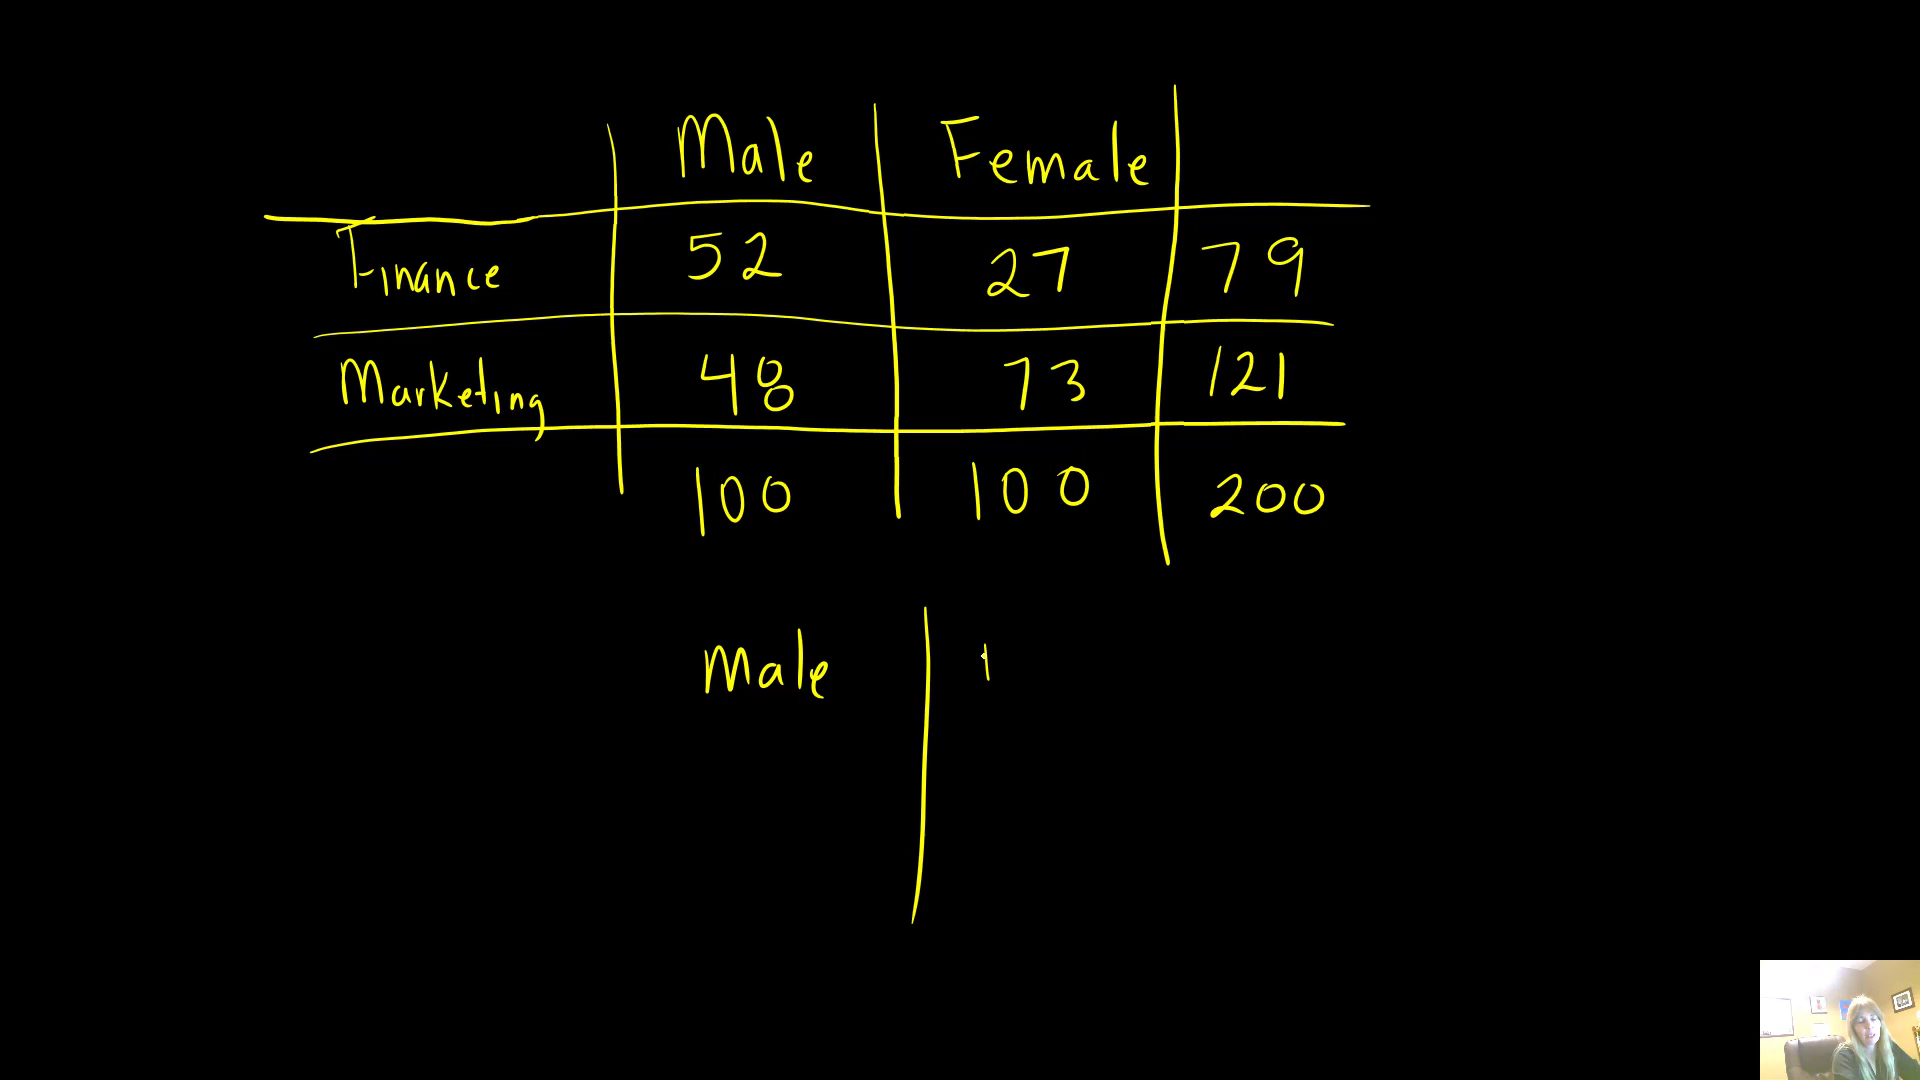 Male Female
Finance 52 27 79
Marketing 48 73 121
100 100 200
Male